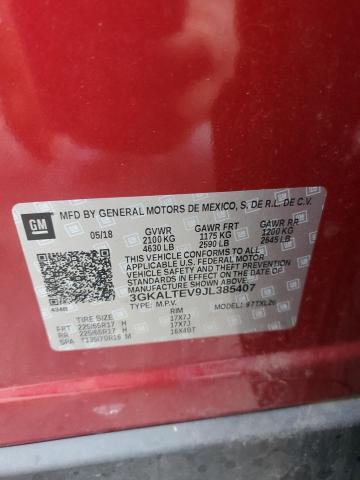 GM
MFD BY GENERAL MOTORS DE MEXICO, S. DE R.L. DE C.V.
05/18 GVWR GAWR FRT GAWR RR
2100 KG 1175 KG 1200 KG
4630 LB 2590 LB 2645 LB
THIS VEHICLE CONFORMS TO ALL
APPLICABLE U.S. FEDERAL MOTOR
VEHICLE SAFETY AND THEFT
PREVENTION STANDARDS IN EFFECT
ON THE DATE OF MANUFACTURE
SHOWN ABOVE.
3GKALTEV9JL385407
TYPE: M.P.V. MODEL:
TIRE SIZE RIM
FRT 225/65R17 H 17X7J
RR 225/65R17 H 17X7J
SPA T135/70R16 M 16X4BT